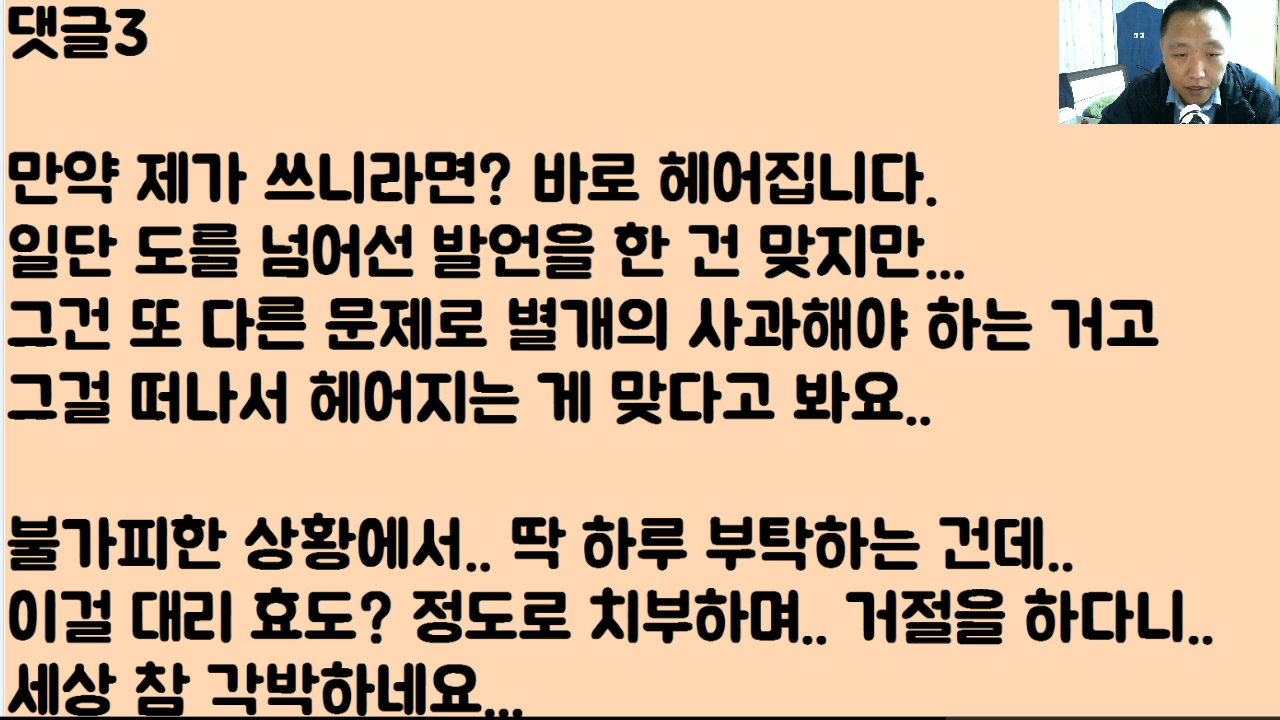 댓글3
만약 제가 쓰니라면? 바로 헤어집니다.
일단 도를 넘어선 발언을 한 건 맞지만...
그건 또 다른 문제로 별개의 사과해야 하는 거고
그걸 떠나서 헤어지는 게 맞다고 봐요..
불가피한 상황에서.. 딱 하루 부탁하는 건데..
이걸 대리 효도? 정도로 치부하며.. 거절을 하다니..
세상 참 각박하네요...